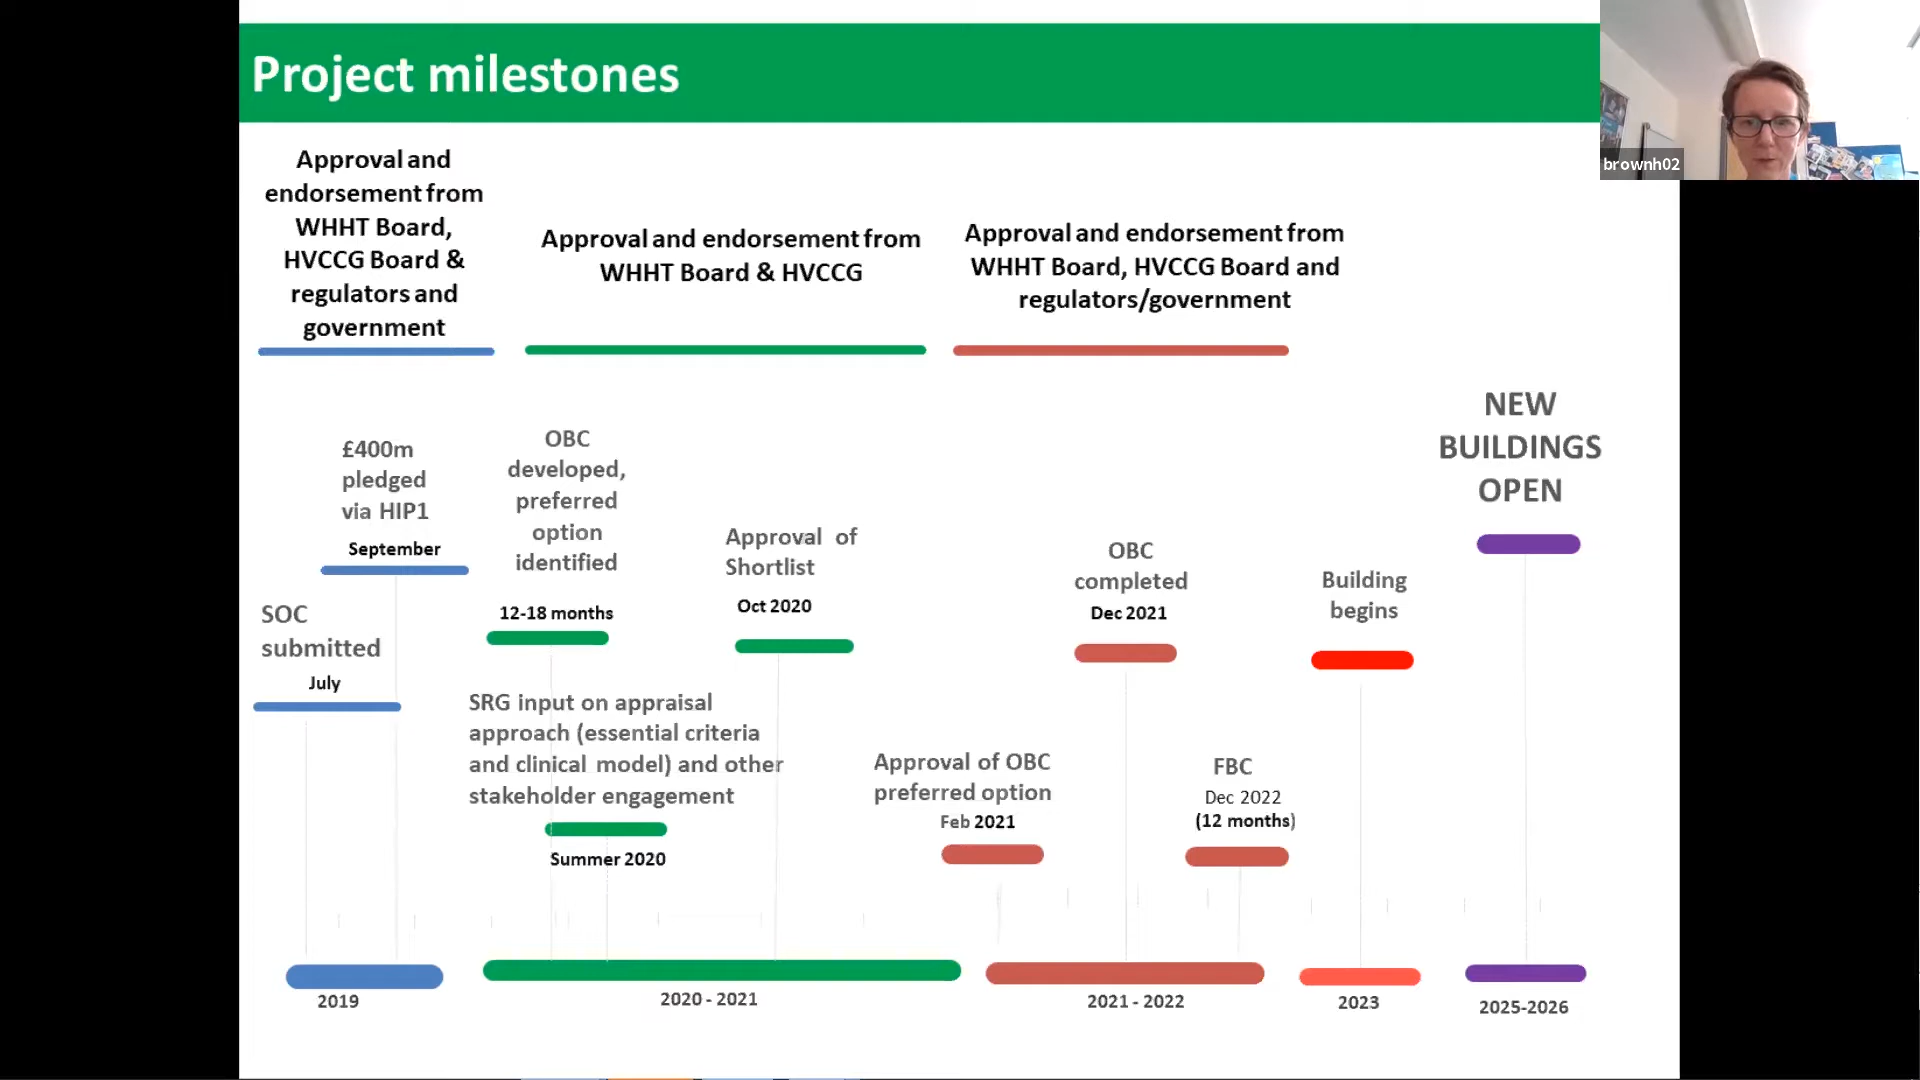 Project milestones
brownh02
Approval and
endorsement from
WHHT Board,
HVCCG Board &
regulators and
government
Approval and endorsement from
WHHT Board & HVCCG
Approval and endorsement from
WHHT Board, HVCCG Board and
regulators/government
£400m
pledged
via HIP1
September
SOC
submitted
July
OBC
developed,
preferred
option
identified
12-18 months
SRG input on appraisal
approach (essential criteria
and clinical model) and other
stakeholder engagement
Summer 2020
Approval of
Shortlist
Oct 2020
Approval of OBC
preferred option
Feb 2021
OBC
completed
Dec 2021
FBC
Dec 2022
(12 months)
Building
begins
NEW
BUILDINGS
OPEN
2019
2020 - 2021
2021 - 2022
2023
2025-2026